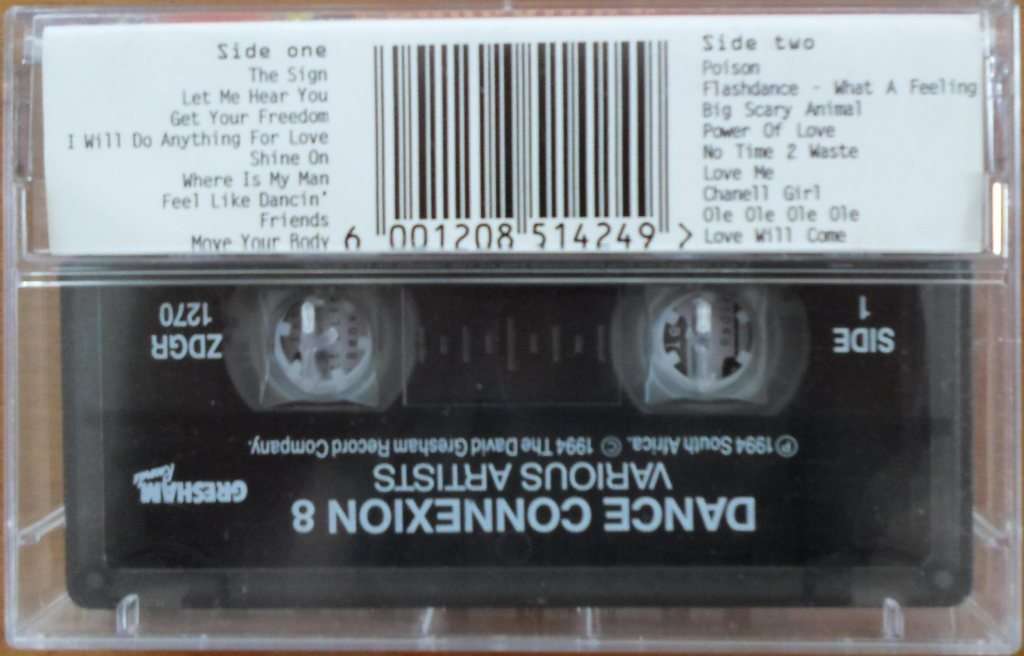 Side one
The Sign
Let Me Hear You
Get Your Freedom
I Will Do Anything For Love
Shine On
Where Is My Man
Feel Like Dancin'
Friends
Move Your Body
6 001208 514249 >
Side two
Poison
Flashdance - What A Feeling
Big Scary Animal
Power Of Love
No Time 2 Waste
Love Me
Chanell Girl
Ole Ole Ole Ole
Love Will Come
DANCE CONNEXION 8
VARIOUS ARTISTS
℗ 1994 South Africa. © 1994 The David Gresham Record Company.
GRESHAM
Records
SIDE
1
ZDGR
1270